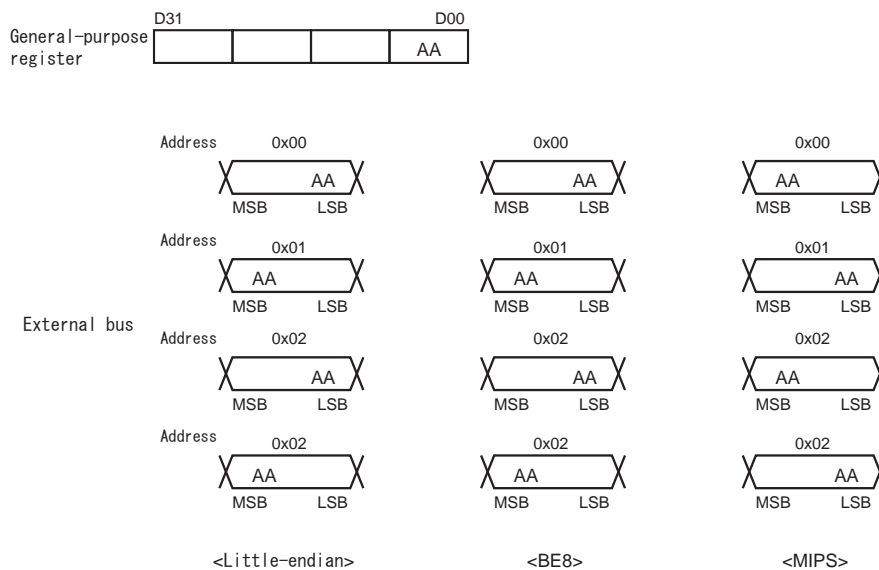 D31 D00
General-purpose
register
AA
Address 0x00 0x00 0x00
AA AA AA
MSB LSB MSB LSB MSB LSB
Address 0x01 0x01 0x01
AA AA AA
MSB LSB MSB LSB MSB LSB
External bus
Address 0x02 0x02 0x02
AA AA AA
MSB LSB MSB LSB MSB LSB
Address 0x02 0x02 0x02
AA AA AA
MSB LSB MSB LSB MSB LSB
<Little-endian> <BE8> <MIPS>